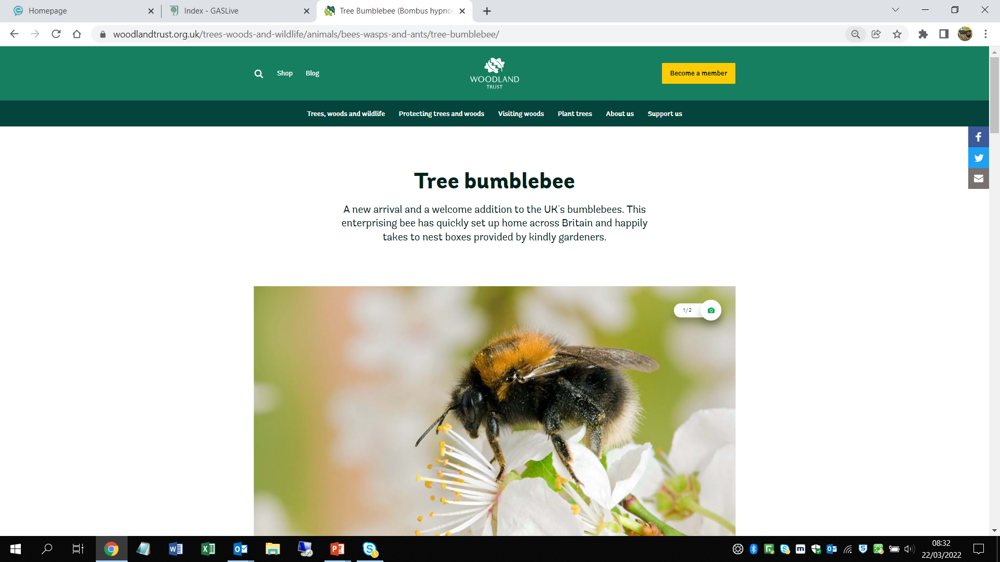 Homepage
Index - GASLive
Tree Bumblebee (Bombus hypno
woodlandtrust.org.uk/trees-woods-and-wildlife/animals/bees-wasps-and-ants/tree-bumblebee/
Shop
Blog
WOODLAND
TRUST
Become a member
Trees, woods and wildlife
Protecting trees and woods
Visiting woods
Plant trees
About us
Support us
Tree bumblebee
A new arrival and a welcome addition to the UK's bumblebees. This
enterprising bee has quickly set up home across Britain and happily
takes to nest boxes provided by kindly gardeners.
1/2
08:32
22/03/2022